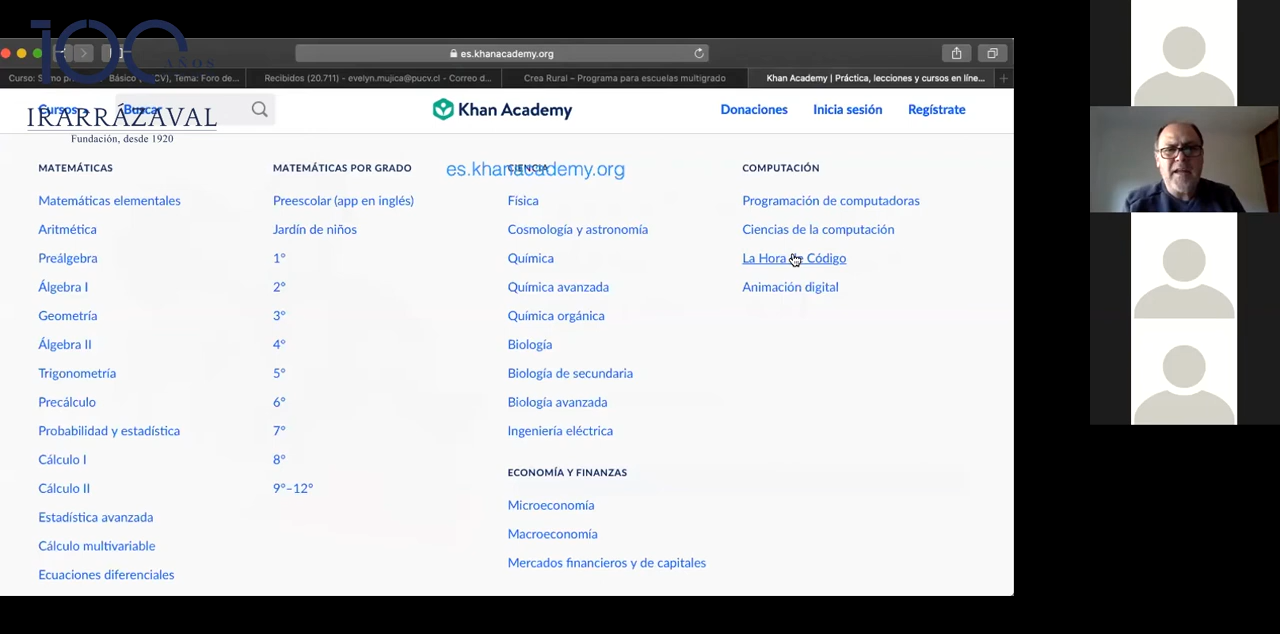 100 AÑOS
IRARRÁZAVAL
Fundación, desde 1920
es.khanacademy.org
Recibidos (20.711) - evelyn.mujica@pucv.cl - Correo d...
Crea Rural – Programa para escuelas multigrado
Khan Academy | Práctica, lecciones y cursos en líne...
Cursos
Buscar
Khan Academy
Donaciones
Inicia sesión
Regístrate
es.khanacademy.org
MATEMÁTICAS
Matemáticas elementales
Aritmética
Preálgebra
Álgebra I
Geometría
Álgebra II
Trigonometría
Precálculo
Probabilidad y estadística
Cálculo I
Cálculo II
Estadística avanzada
Cálculo multivariable
Ecuaciones diferenciales
MATEMÁTICAS POR GRADO
Preescolar (app en inglés)
Jardín de niños
1°
2°
3°
4°
5°
6°
7°
8°
9°–12°
CIENCIA
Física
Cosmología y astronomía
Química
Química avanzada
Química orgánica
Biología
Biología de secundaria
Biología avanzada
Ingeniería eléctrica
ECONOMÍA Y FINANZAS
Microeconomía
Macroeconomía
Mercados financieros y de capitales
COMPUTACIÓN
Programación de computadoras
Ciencias de la computación
La Hora de Código
Animación digital